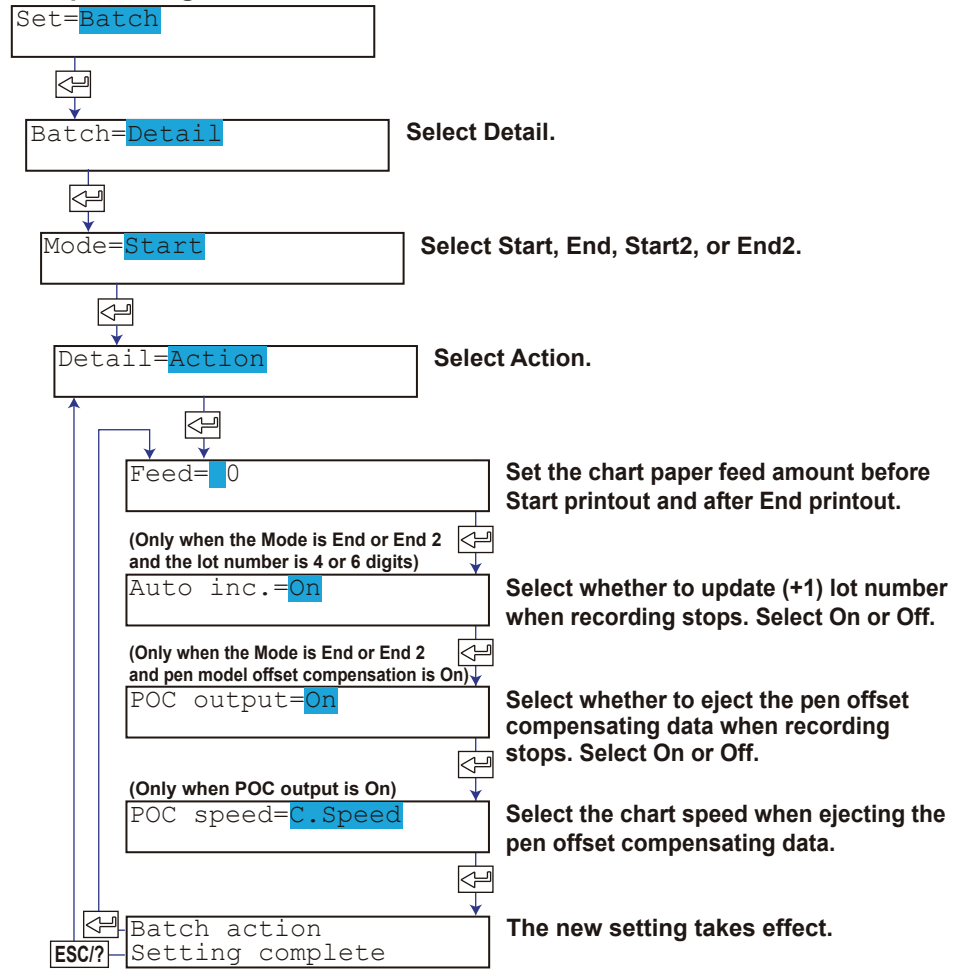 Set=Batch
Batch=Detail
Select Detail.
Mode=Start
Select Start, End, Start2, or End2.
Detail=Action
Select Action.
Feed= 0
Set the chart paper feed amount before
Start printout and after End printout.
(Only when the Mode is End or End 2
and the lot number is 4 or 6 digits)
Auto inc.=On
Select whether to update (+1) lot number
when recording stops. Select On or Off.
(Only when the Mode is End or End 2
and pen model offset compensation is On)
POC output=On
Select whether to eject the pen offset
compensating data when recording
stops. Select On or Off.
(Only when POC output is On)
POC speed=C.Speed
Select the chart speed when ejecting the
pen offset compensating data.
Batch action
Setting complete
The new setting takes effect.
ESC/?